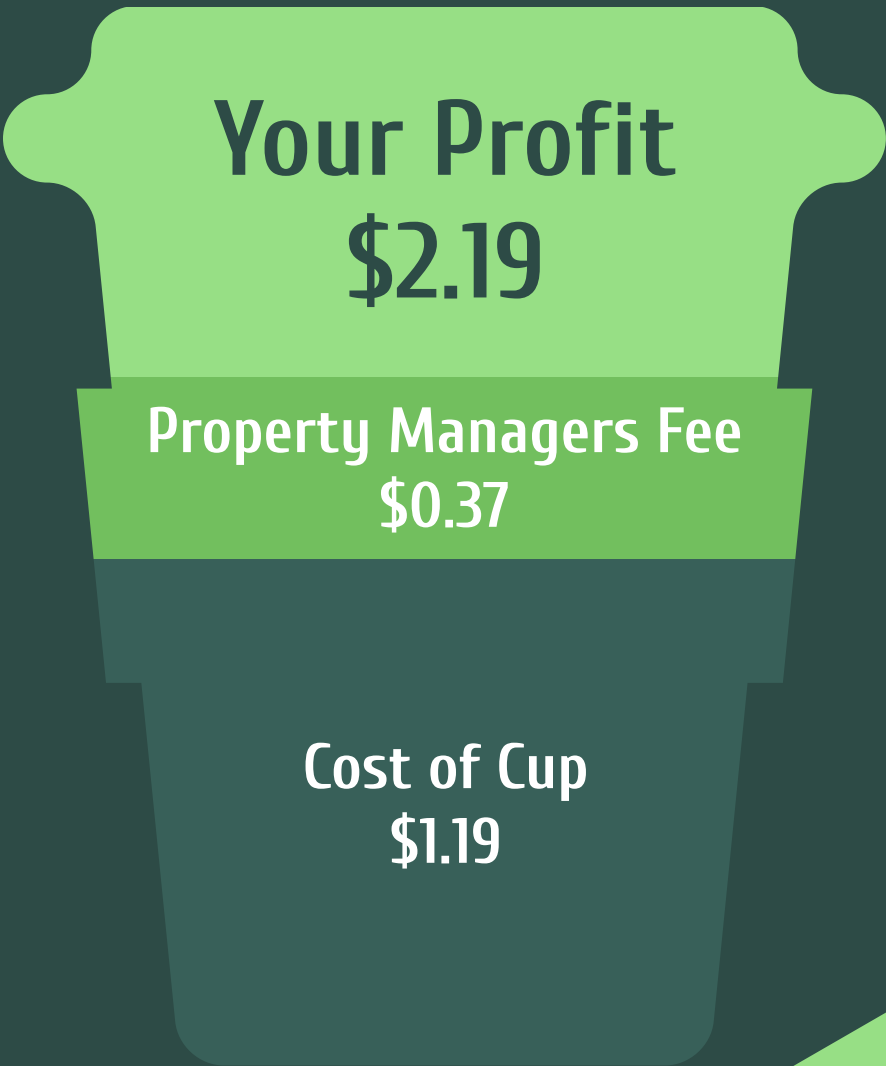 Your Profit
$2.19
Property Managers Fee
$0.37
Cost of Cup
$1.19